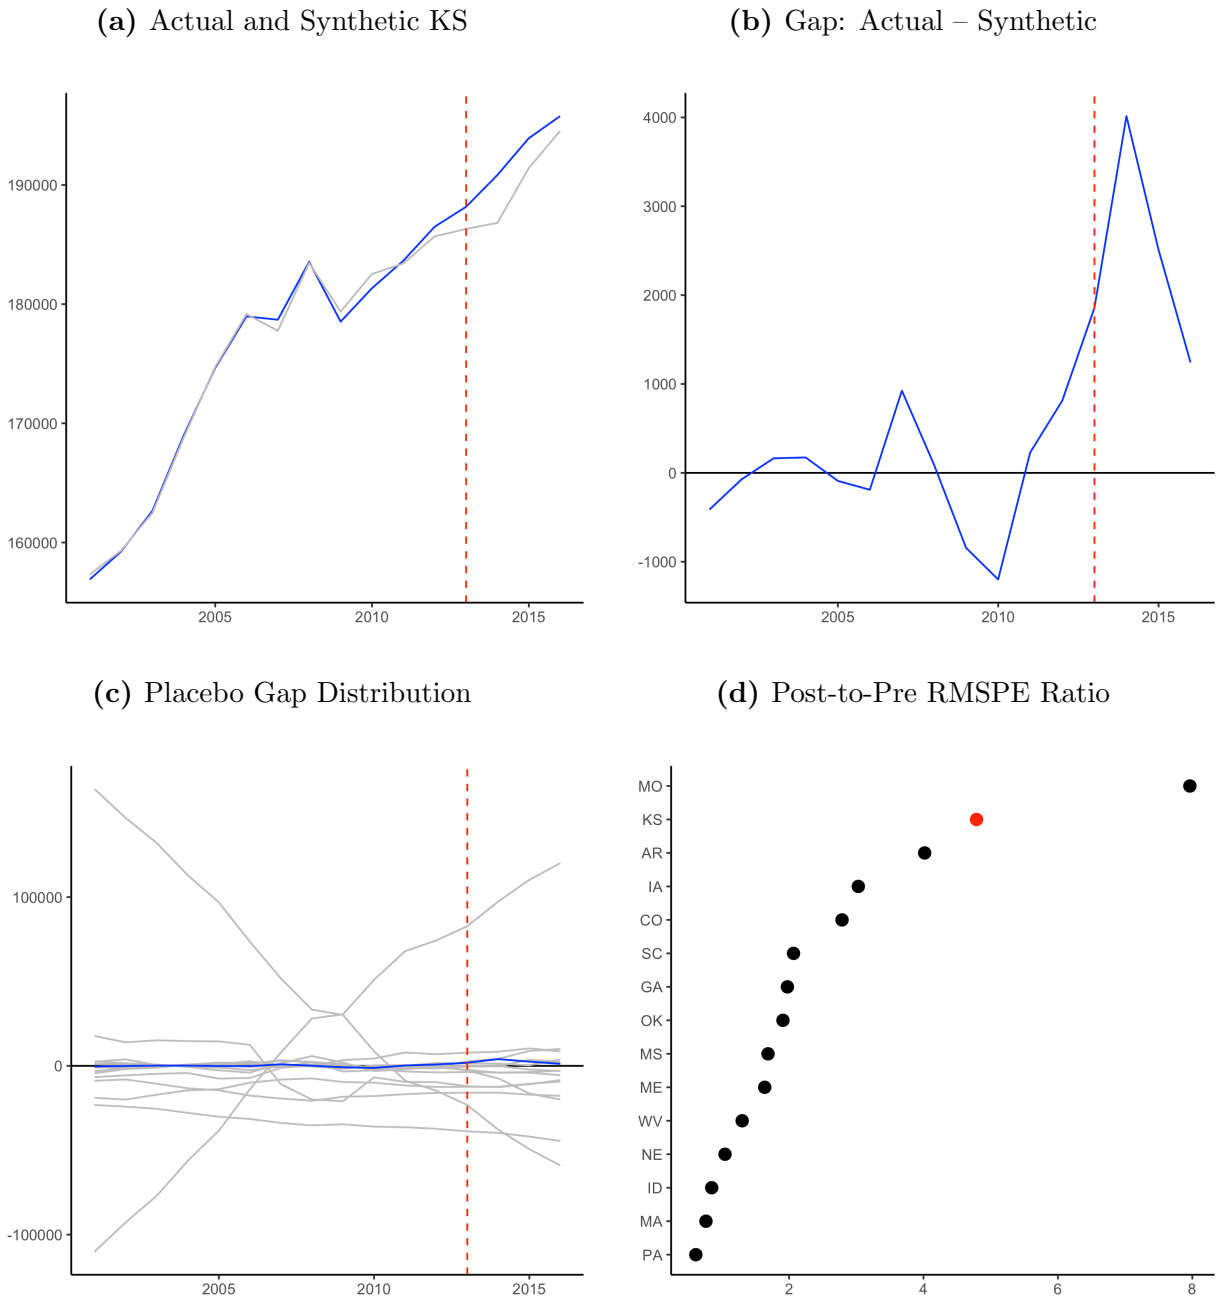 (a) Actual and Synthetic KS
190000
180000
170000
160000
2005 2010 2015
(b) Gap: Actual – Synthetic
4000
3000
2000
1000
0
-1000
2005 2010 2015
(c) Placebo Gap Distribution
100000
0
-100000
2005 2010 2015
(d) Post-to-Pre RMSPE Ratio
MO
KS
AR
IA
CO
SC
GA
OK
MS
ME
WV
NE
ID
MA
PA
2 4 6 8